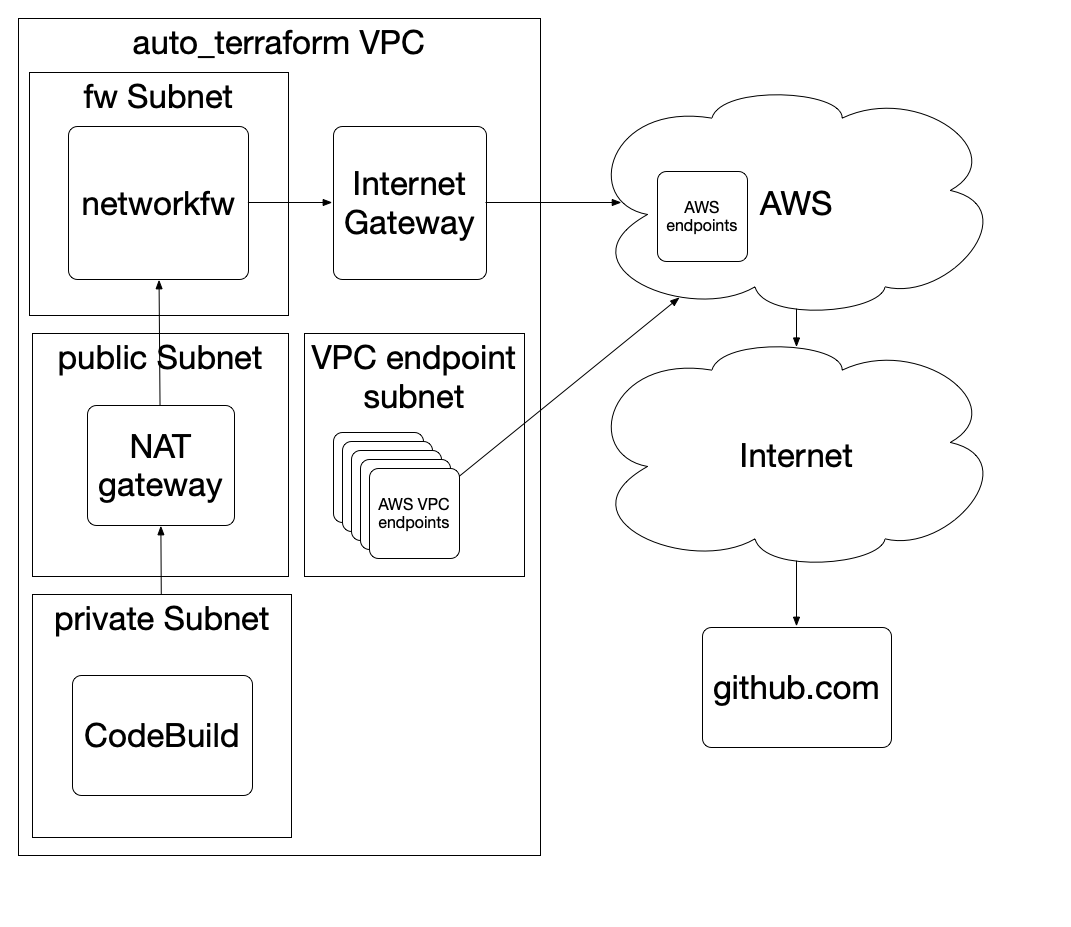 auto_terraform VPC
fw Subnet
networkfw
Internet
Gateway
AWS
endpoints
AWS
public Subnet
NAT
gateway
VPC endpoint
subnet
AWS VPC
endpoints
Internet
private Subnet
CodeBuild
github.com